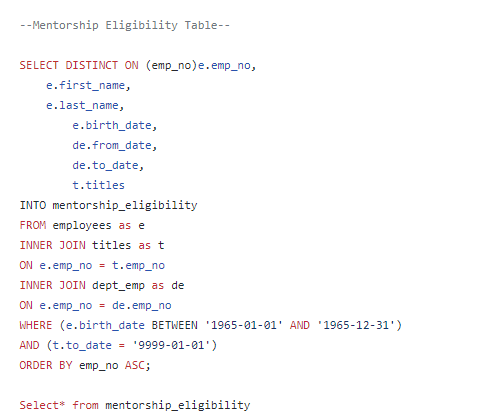 --Mentorship Eligibility Table--
SELECT DISTINCT ON (emp_no)e.emp_no,
e.first_name,
e.last_name,
e.birth_date,
de.from_date,
de.to_date,
t.titles
INTO mentorship_eligibility
FROM employees as e
INNER JOIN titles as t
ON e.emp_no = t.emp_no
INNER JOIN dept_emp as de
ON e.emp_no = de.emp_no
WHERE (e.birth_date BETWEEN '1965-01-01' AND '1965-12-31')
AND (t.to_date = '9999-01-01')
ORDER BY emp_no ASC;
Select* from mentorship_eligibility